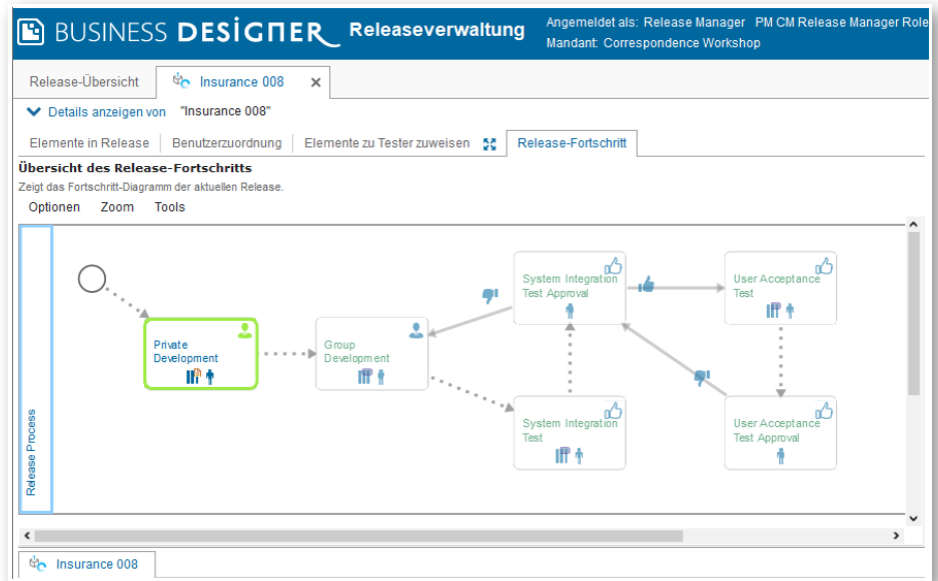 BUSINESS DESIGNER Releaseverwaltung
Angemeldet als: Release Manager PM CM Release Manager Role
Mandant: Correspondence Workshop
Release-Übersicht
Insurance 008
Details anzeigen von "Insurance 008"
Elemente in Release
Benutzerzuordnung
Elemente zu Tester zuweisen
Release-Fortschritt
Übersicht des Release-Fortschritts
Zeigt das Fortschritt-Diagramm der aktuellen Release.
Optionen Zoom Tools
Release Process
Private
Development
Group
Development
System Integration
Test Approval
User Acceptance
Test
System Integration
Test
User Acceptance
Test Approval
Insurance 008